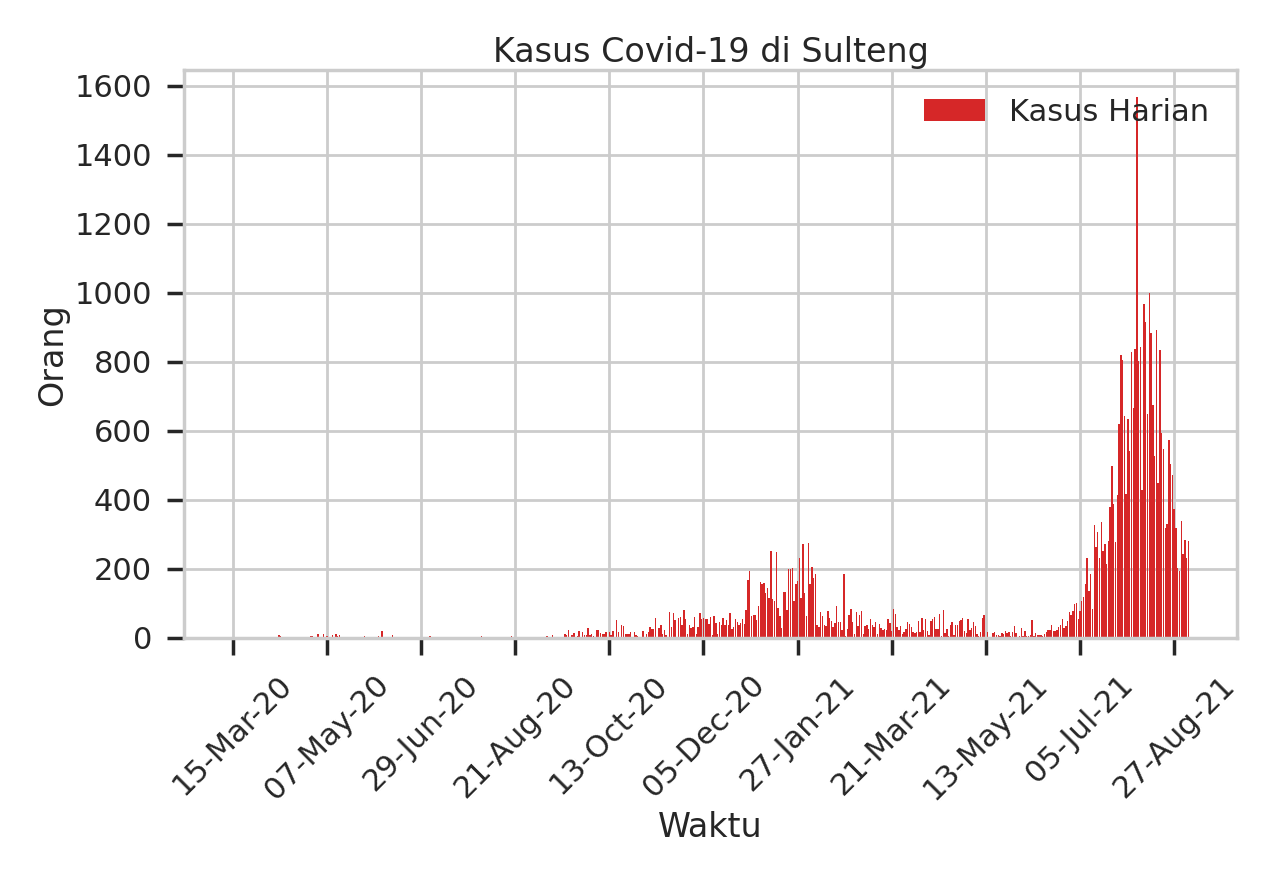 Kasus Covid-19 di Sulteng
Kasus Harian
Orang
1600
1400
1200
1000
800
600
400
200
0
15-Mar-20
07-May-20
29-Jun-20
21-Aug-20
13-Oct-20
05-Dec-20
27-Jan-21
21-Mar-21
13-May-21
05-Jul-21
27-Aug-21
Waktu